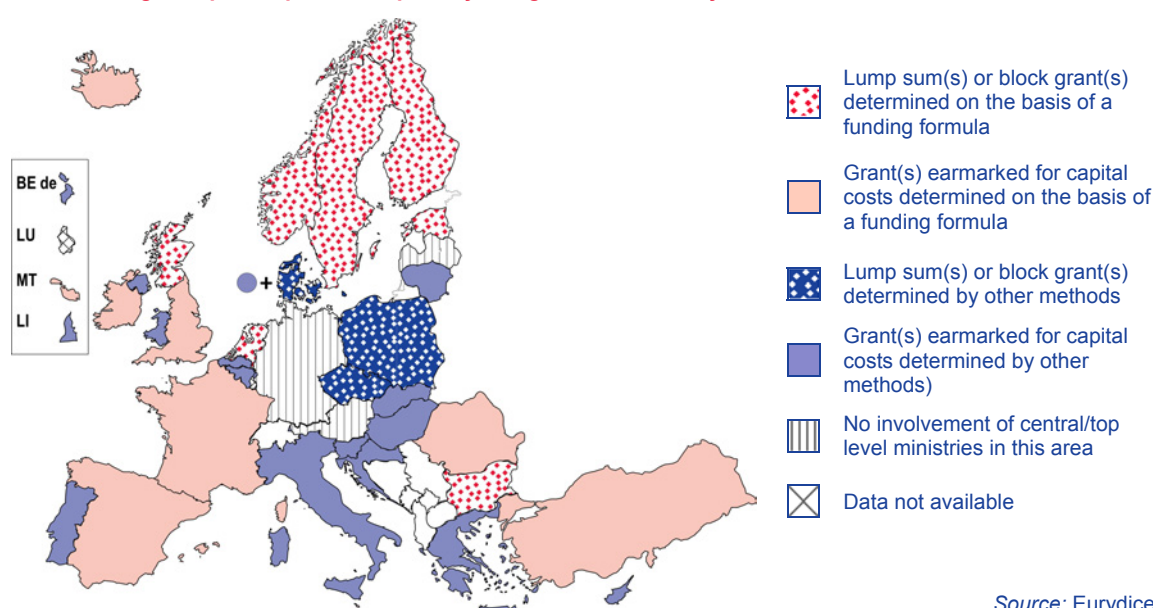 BE de
LU
MT
LI
+
Lump sum(s) or block grant(s)
determined on the basis of a
funding formula
Grant(s) earmarked for capital
costs determined on the basis of
a funding formula
Lump sum(s) or block grant(s)
determined by other methods
Grant(s) earmarked for capital
costs determined by other
methods)
No involvement of central/top
level ministries in this area
Data not available
Source: Eurydice